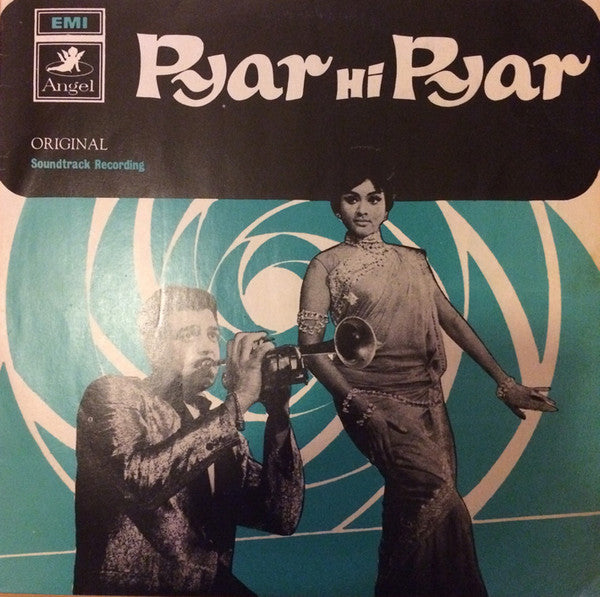 EMI
Angel
Pyar Hi Pyar
ORIGINAL
Soundtrack Recording